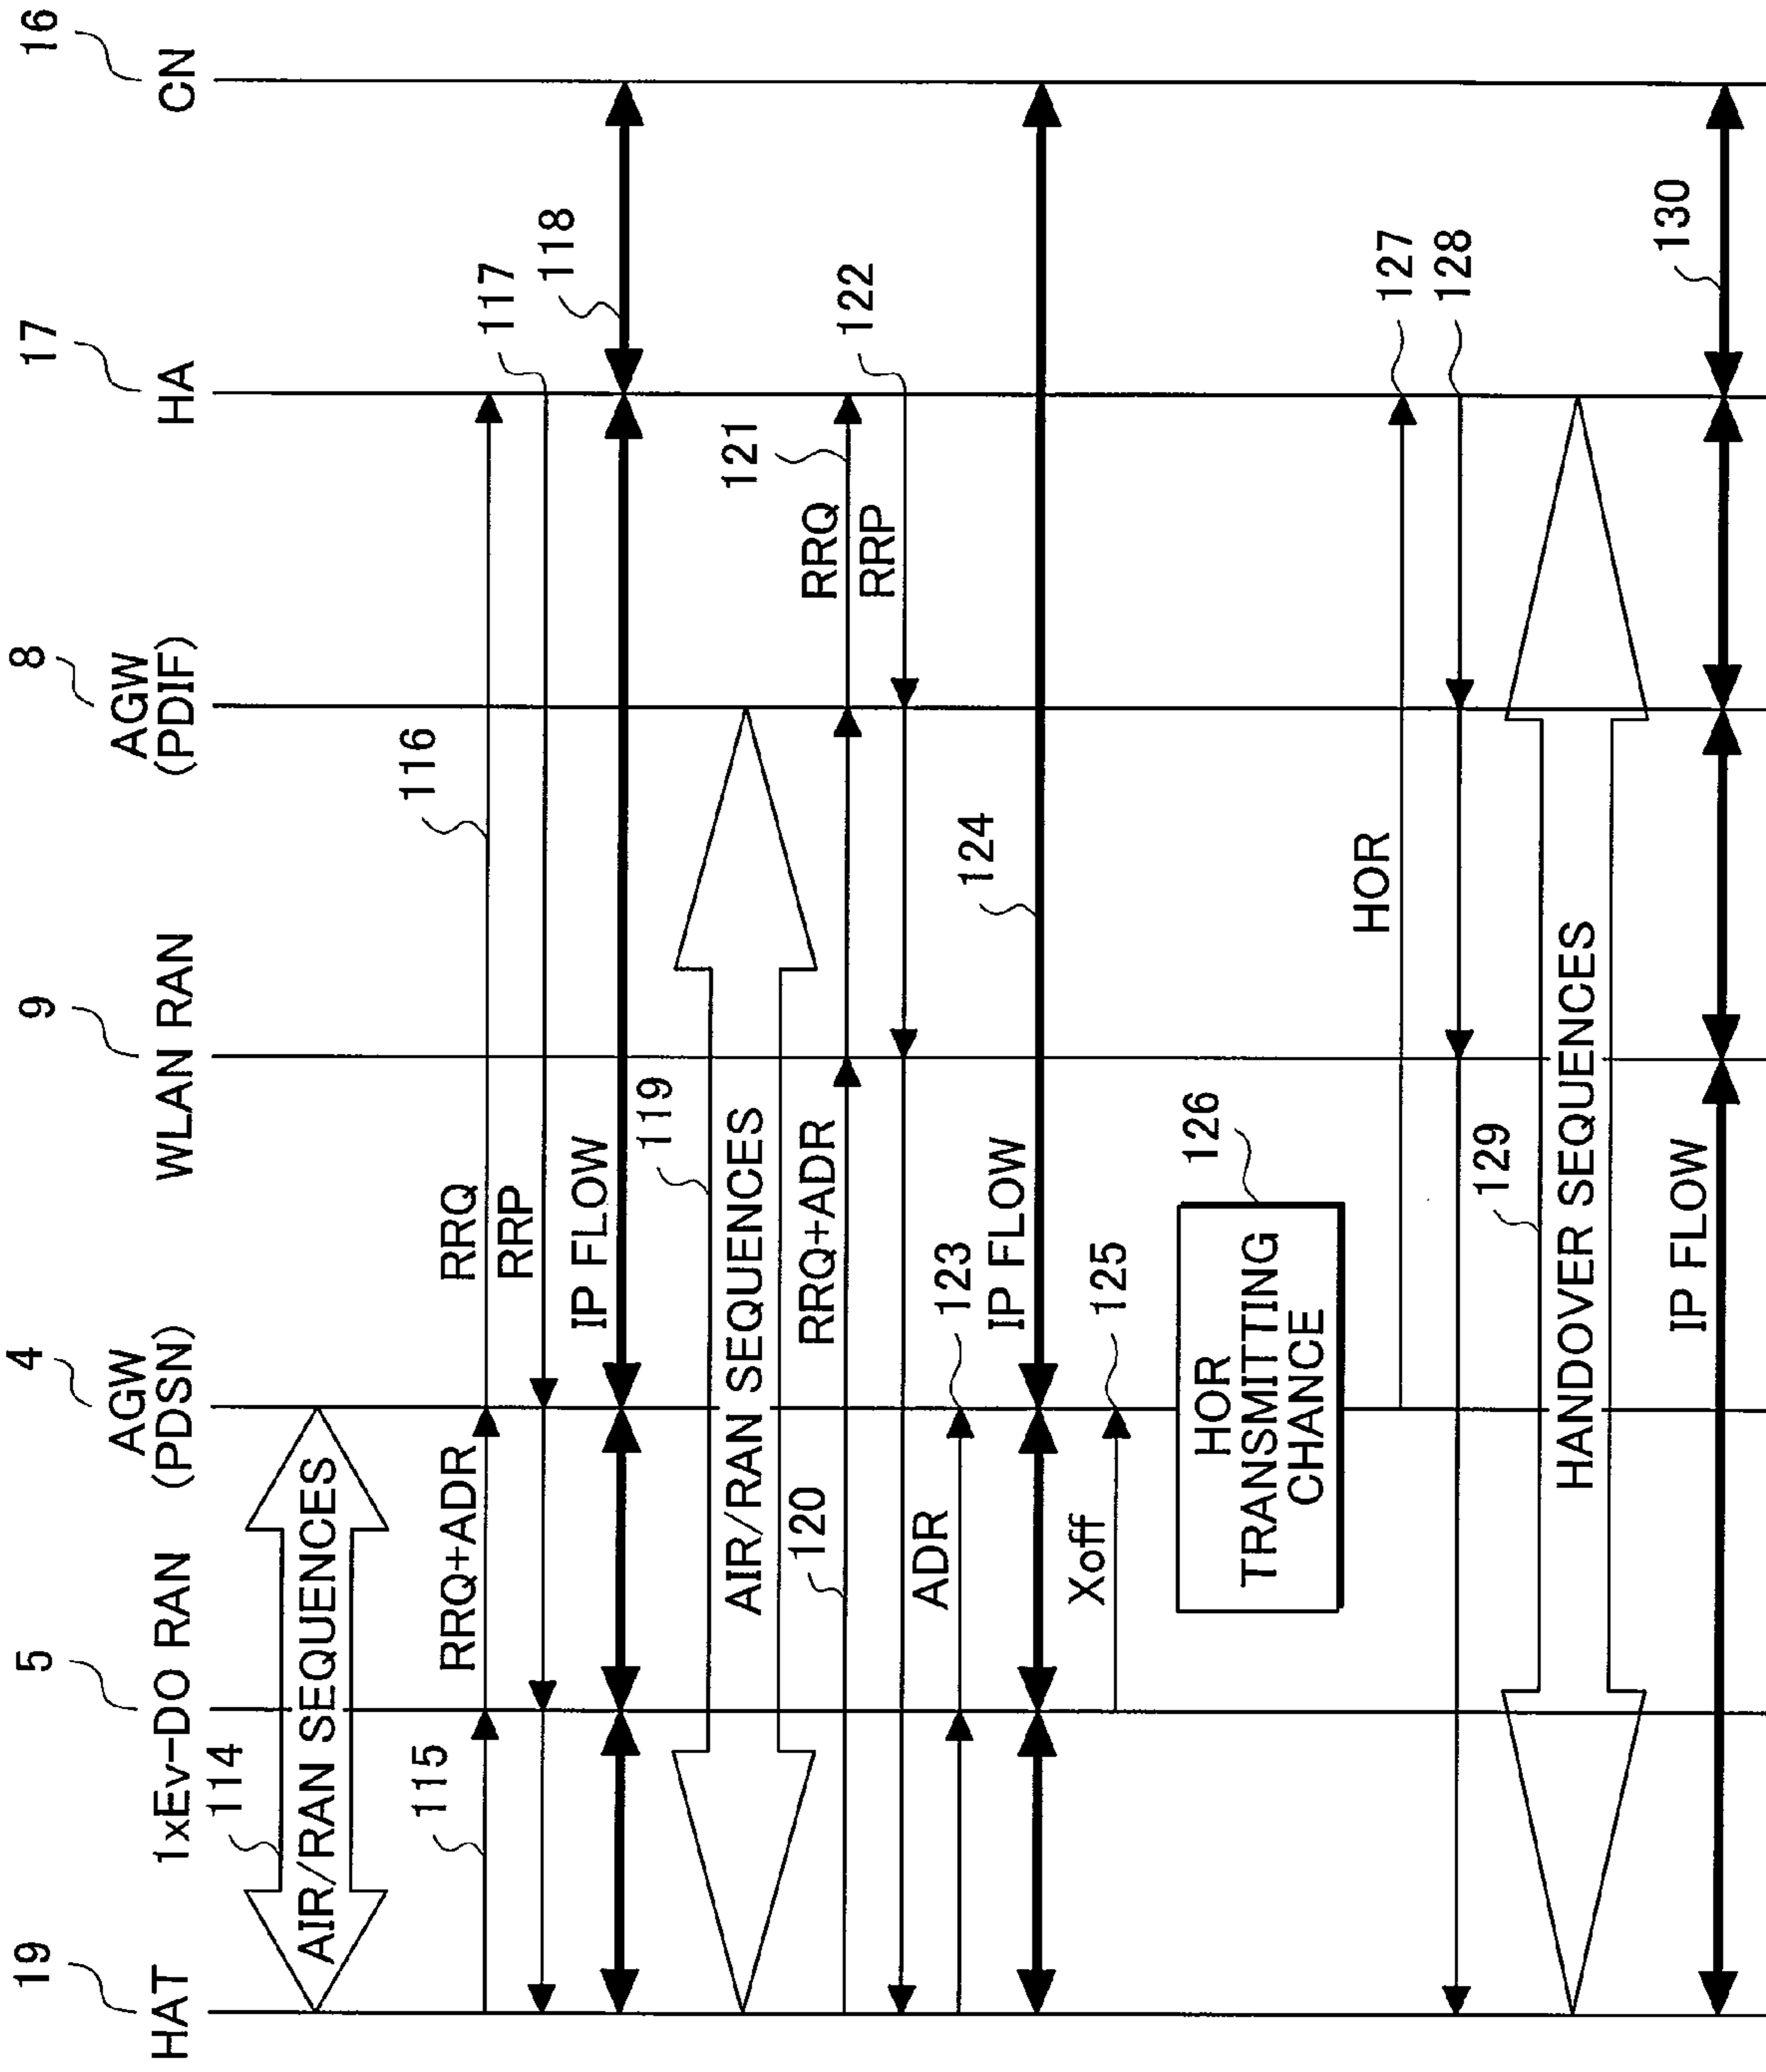 19
5
4
9
8
17
16
HAT
1xEv-DO RAN
AGW
(PDSN)
WLAN RAN
AGW
(PDIF)
HA
CN
114
AIR/RAN SEQUENCES
115
RRQ+ADR
RRQ
116
RRP
117
IP FLOW
118
119
AIR/RAN SEQUENCES
120
RRQ+ADR
RRQ
121
RRP
122
ADR
123
IP FLOW
124
Xoff
125
HOR
TRANSMITTING
CHANCE
126
HOR
127
128
129
HANDOVER SEQUENCES
IP FLOW
130